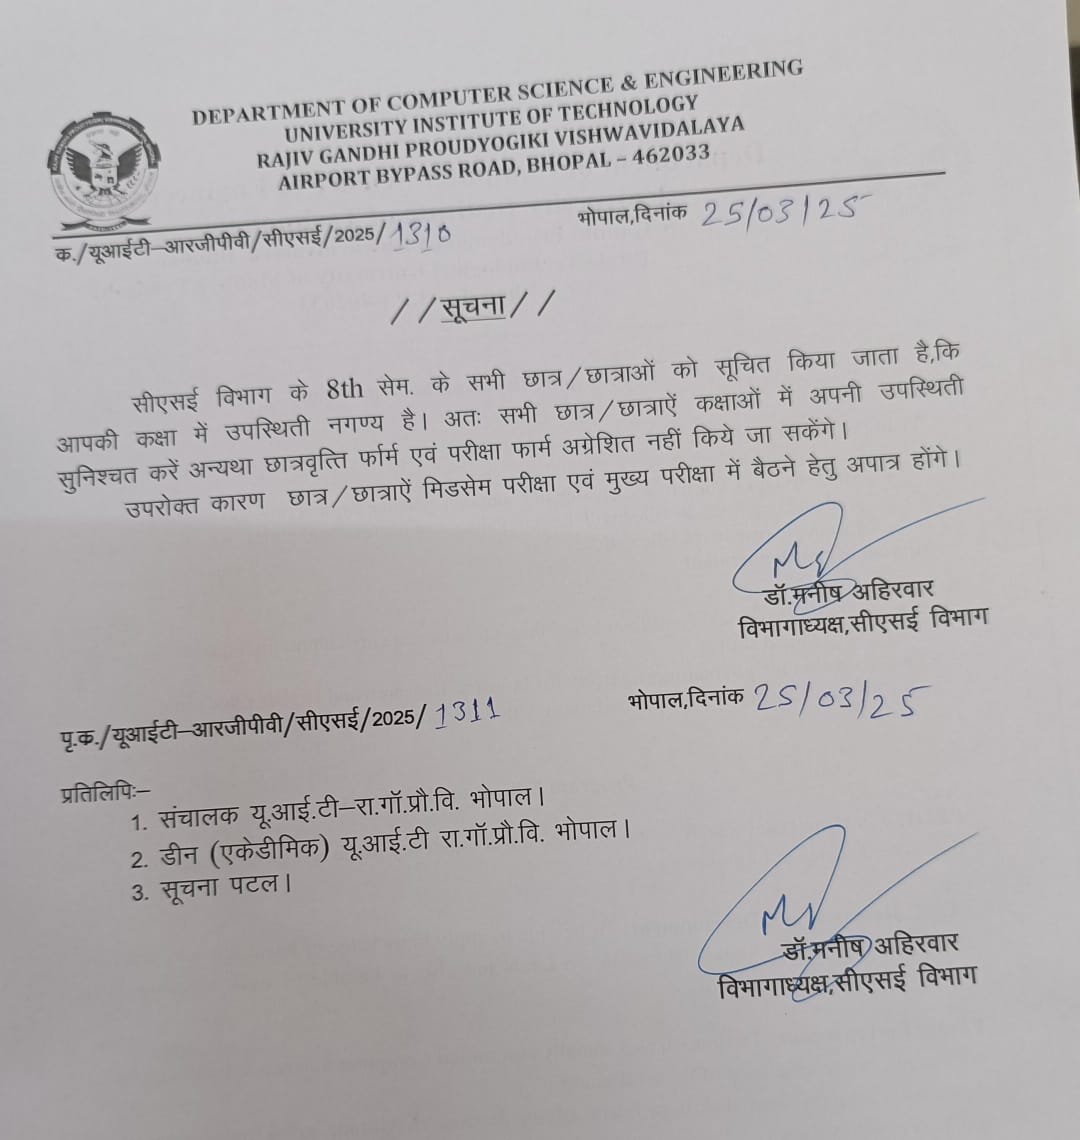 DEPARTMENT OF COMPUTER SCIENCE & ENGINEERING
UNIVERSITY INSTITUTE OF TECHNOLOGY
RAJIV GANDHI PROUDYOGIKI VISHWAVIDALAYA
AIRPORT BYPASS ROAD, BHOPAL – 462033
क./यूआईटी–आरजीपीवी/सीएसई/2025/1310 भोपाल,दिनांक 25/03/25
//सूचना//
सीएसई विभाग के 8th सेम. के सभी छात्र/छात्राओं को सूचित किया जाता है,कि
आपकी कक्षा में उपस्थिती नगण्य है। अतः सभी छात्र/छात्राऐं कक्षाओं में अपनी उपस्थिती
सुनिश्चत करें अन्यथा छात्रवृत्ति र्फार्म एवं परीक्षा फार्म अग्रेशित नहीं किये जा सकेंगे।
उपरोक्त कारण छात्र/छात्राऐं मिडसेम परीक्षा एवं मुख्य परीक्षा में बैठने हेतु अपात्र होंगे।
डॉ.मनीष अहिरवार
विभागाध्यक्ष,सीएसई विभाग
पृ.क./यूआईटी–आरजीपीवी/सीएसई/2025/1311 भोपाल,दिनांक 25/03/25
प्रतिलिपिः–
1. संचालक यू.आई.टी–रा.गॉ.प्रौ.वि. भोपाल।
2. डीन (एकेडीमिक) यू.आई.टी रा.गॉ.प्रौ.वि. भोपाल।
3. सूचना पटल।
डॉ.मनीष अहिरवार
विभागाध्यक्ष,सीएसई विभाग